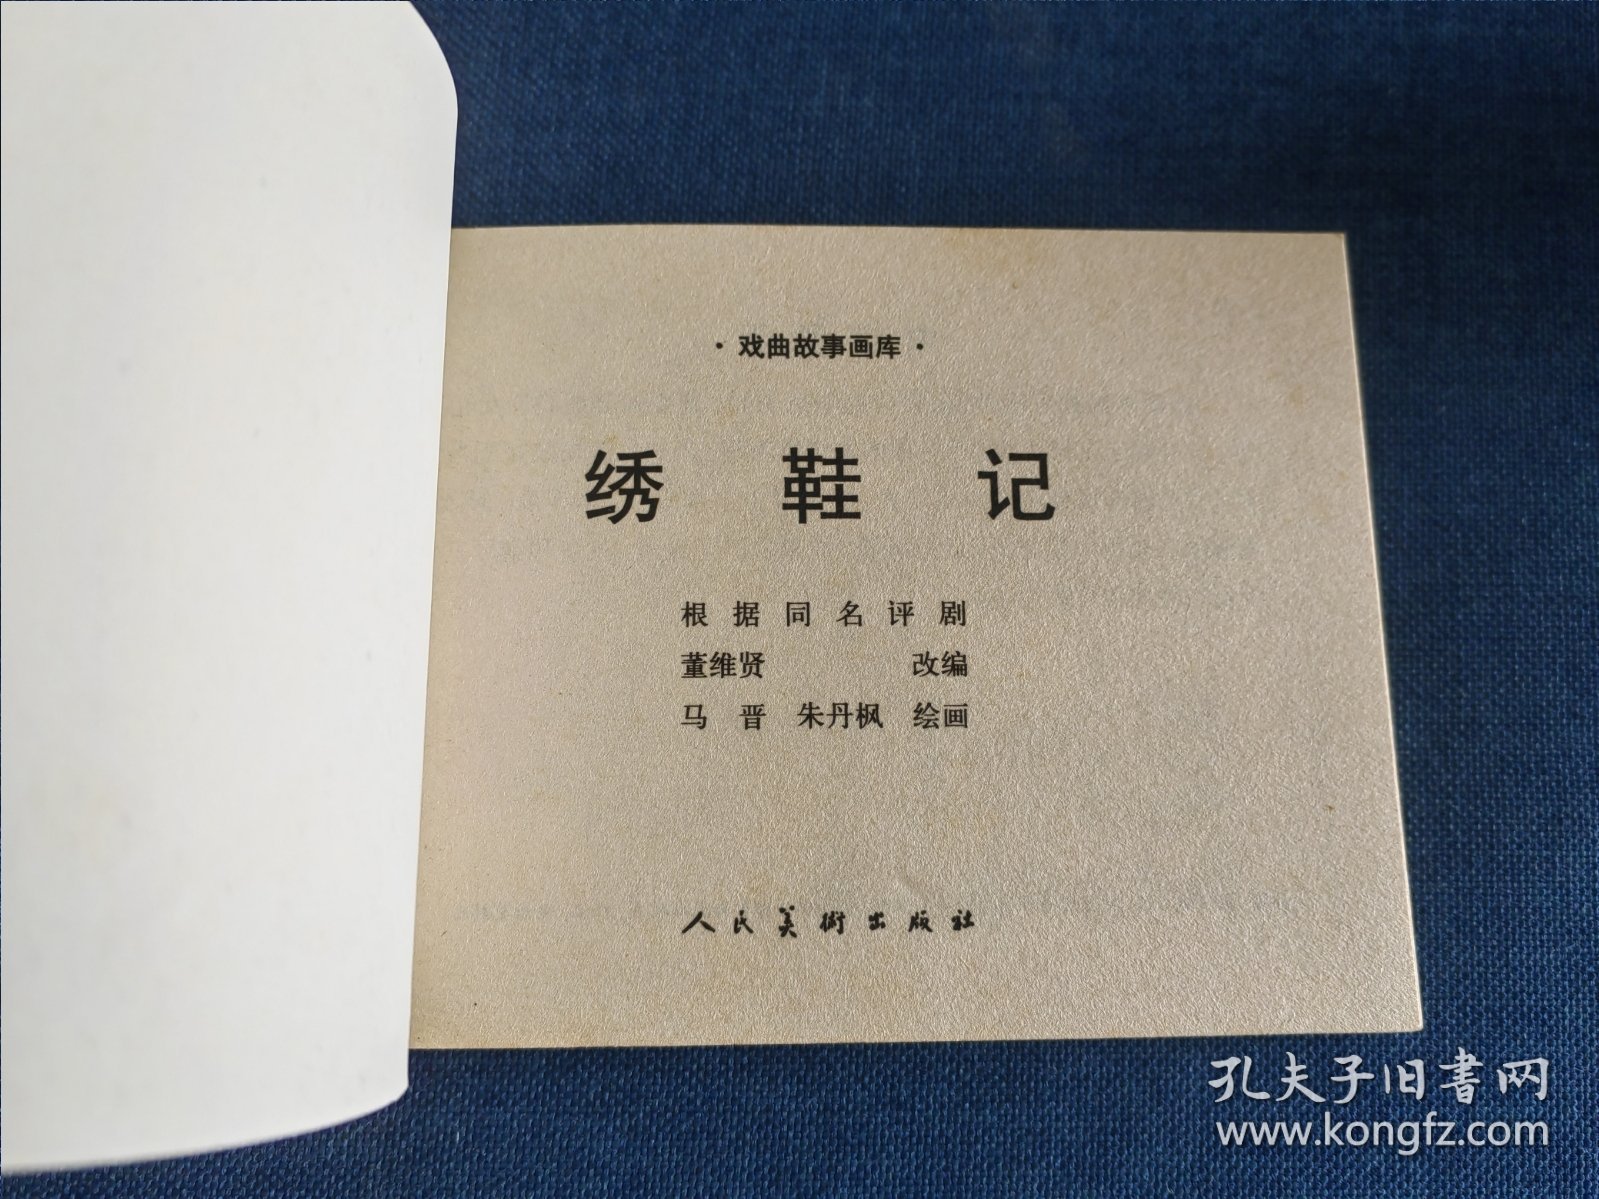 ·戏曲故事画库·
绣鞋记
根据同名评剧
董维贤 改编
马晋 朱丹枫 绘画
人民美術出版社
孔夫子旧書网
www.kongfz.com